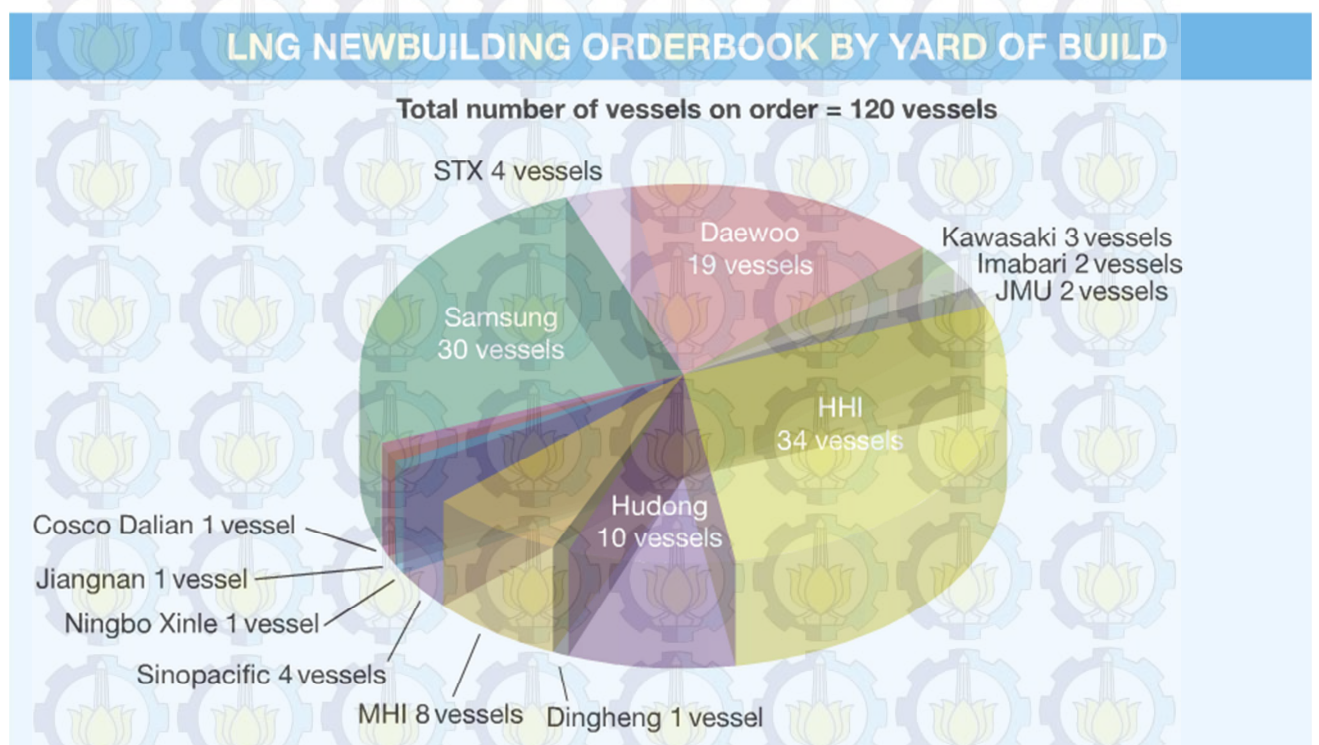 LNG NEWBUILDING ORDERBOOK BY YARD OF BUILD
Total number of vessels on order = 120 vessels
STX 4 vessels
Daewoo
19 vessels
Kawasaki 3 vessels
Imabari 2 vessels
JMU 2 vessels
Samsung
30 vessels
HHI
34 vessels
Hudong
10 vessels
Cosco Dalian 1 vessel
Jiangnan 1 vessel
Ningbo Xinle 1 vessel
Sinopacific 4 vessels
MHI 8 vessels
Dingheng 1 vessel